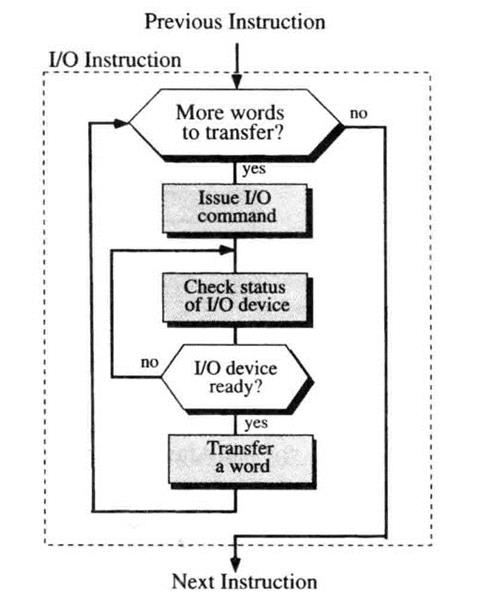 Previous Instruction
I/O Instruction
More words
to transfer?
no
yes
Issue I/O
command
Check status
of I/O device
no
I/O device
ready?
yes
Transfer
a word
Next Instruction